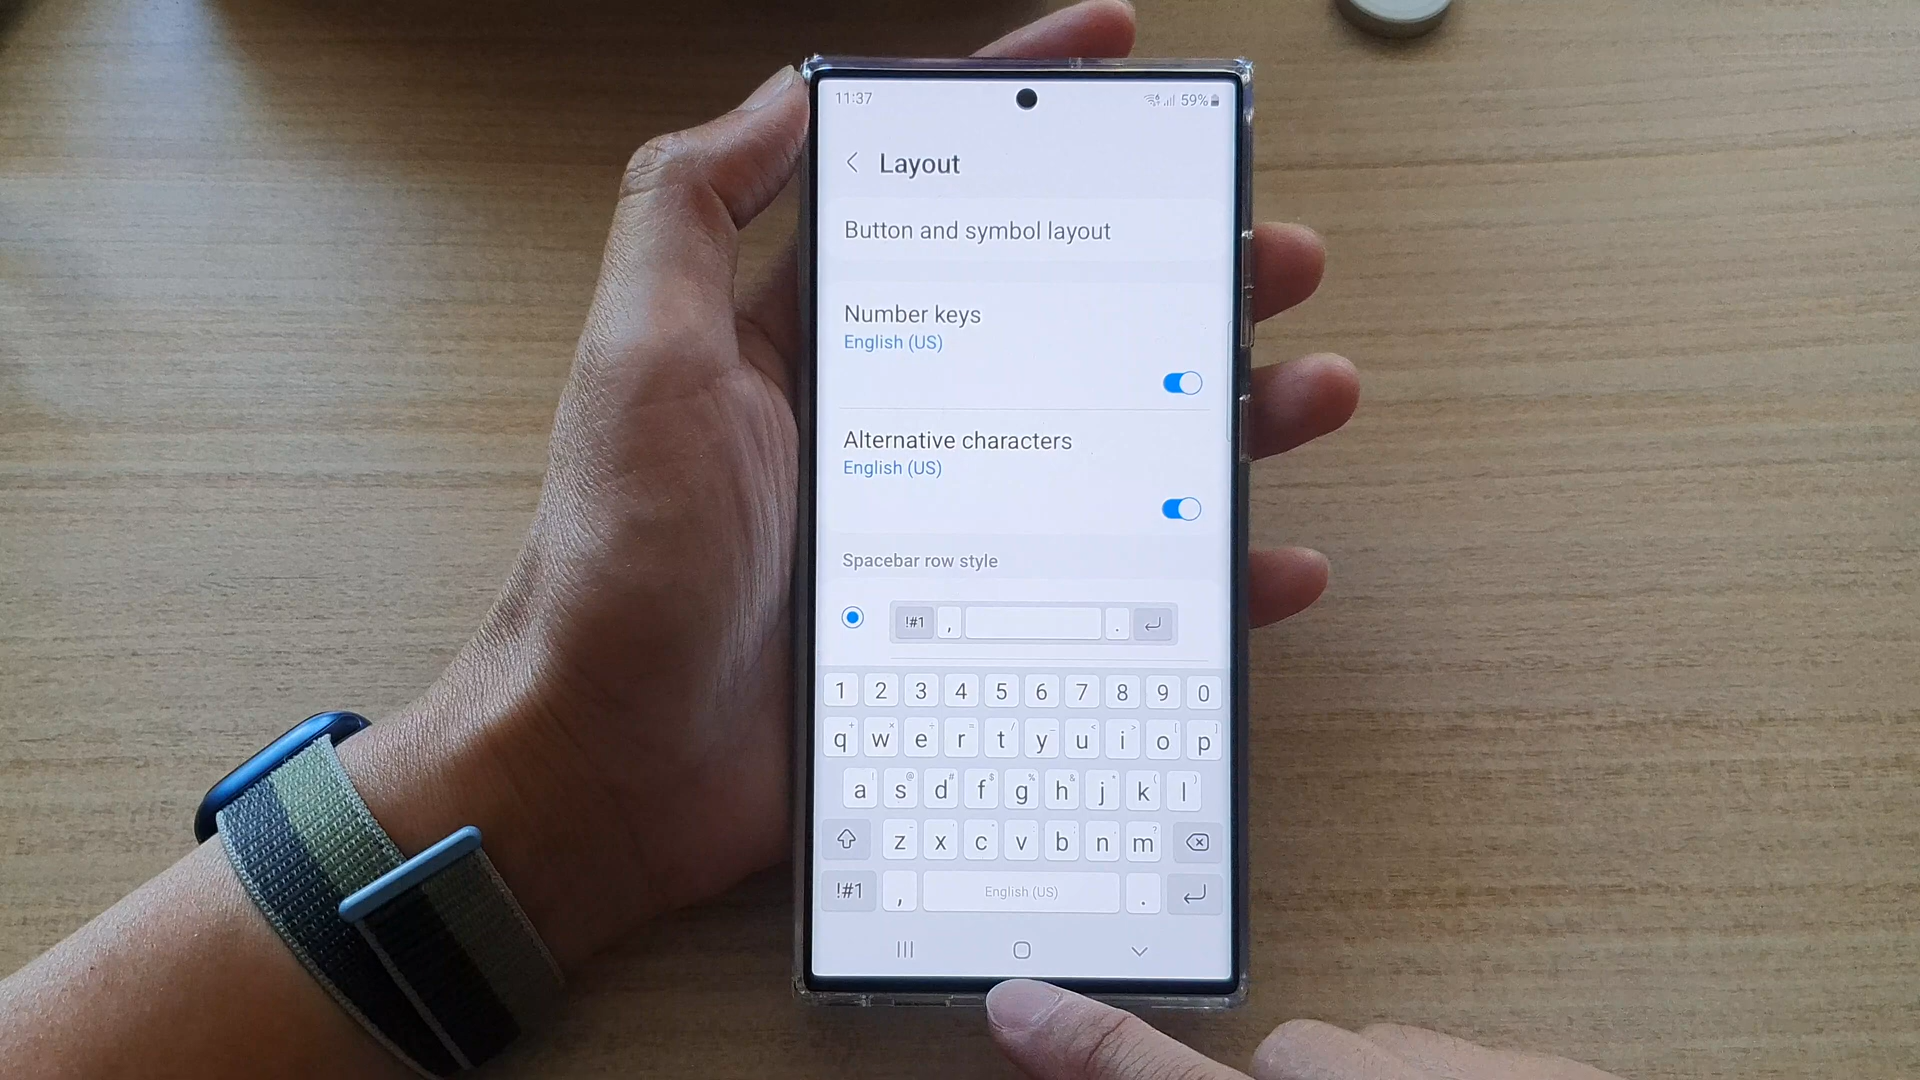 11:37 59%
Layout
Button and symbol layout
Number keys
English (US)
Alternative characters
English (US)
Spacebar row style
!#1 , .
1 2 3 4 5 6 7 8 9 0
+ × ÷ = / _ < > [ ]
q w e r t y u i o p
! @ # $ % & * ( )
a s d f g h j k l
z x c v b n m
!#1 , English (US) .